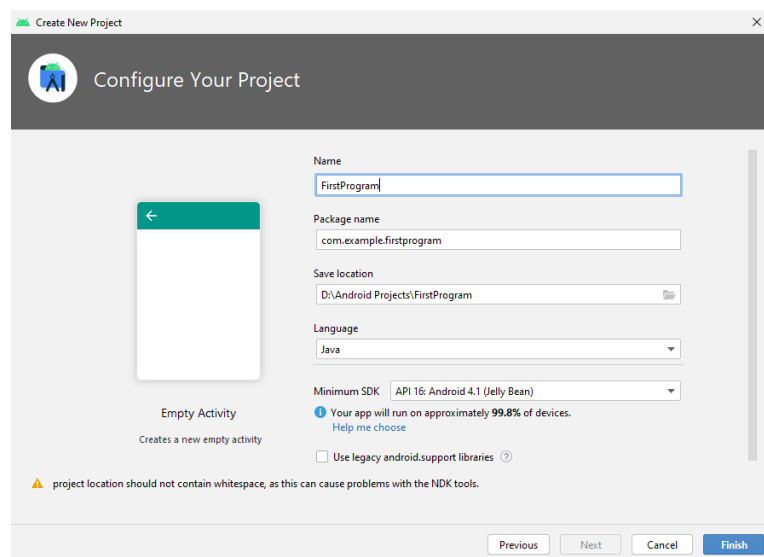 Create New Project
Configure Your Project
Name
FirstProgram
Package name
com.example.firstprogram
Save location
D:\Android Projects\FirstProgram
Language
Java
Minimum SDK API 16: Android 4.1 (Jelly Bean)
Your app will run on approximately 99.8% of devices.
Help me choose
Use legacy android.support libraries ?
Empty Activity
Creates a new empty activity
project location should not contain whitespace, as this can cause problems with the NDK tools.
Previous Next Cancel Finish